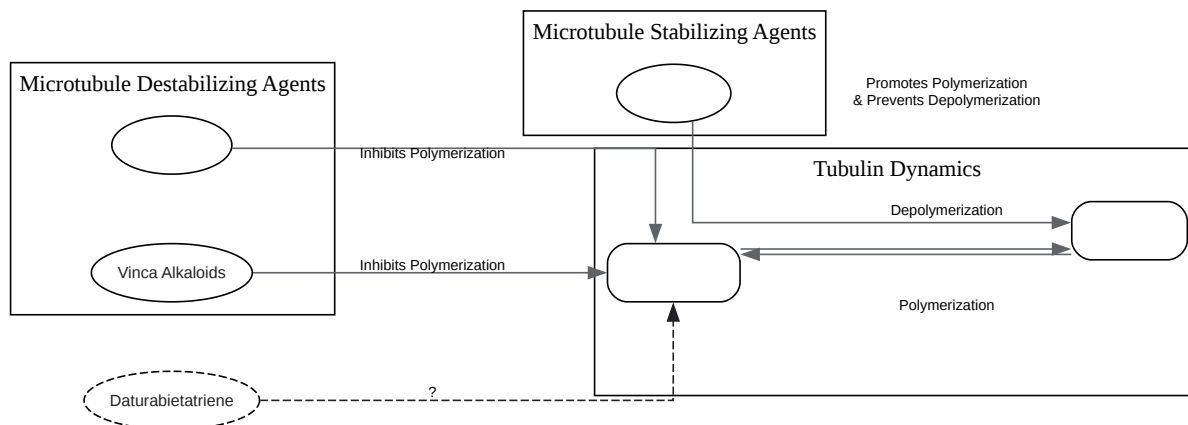 Microtubule Stabilizing Agents
Microtubule Destabilizing Agents
Promotes Polymerization
& Prevents Depolymerization
Inhibits Polymerization
Tubulin Dynamics
Depolymerization
Vinca Alkaloids
Inhibits Polymerization
Polymerization
Daturabietatriene
?